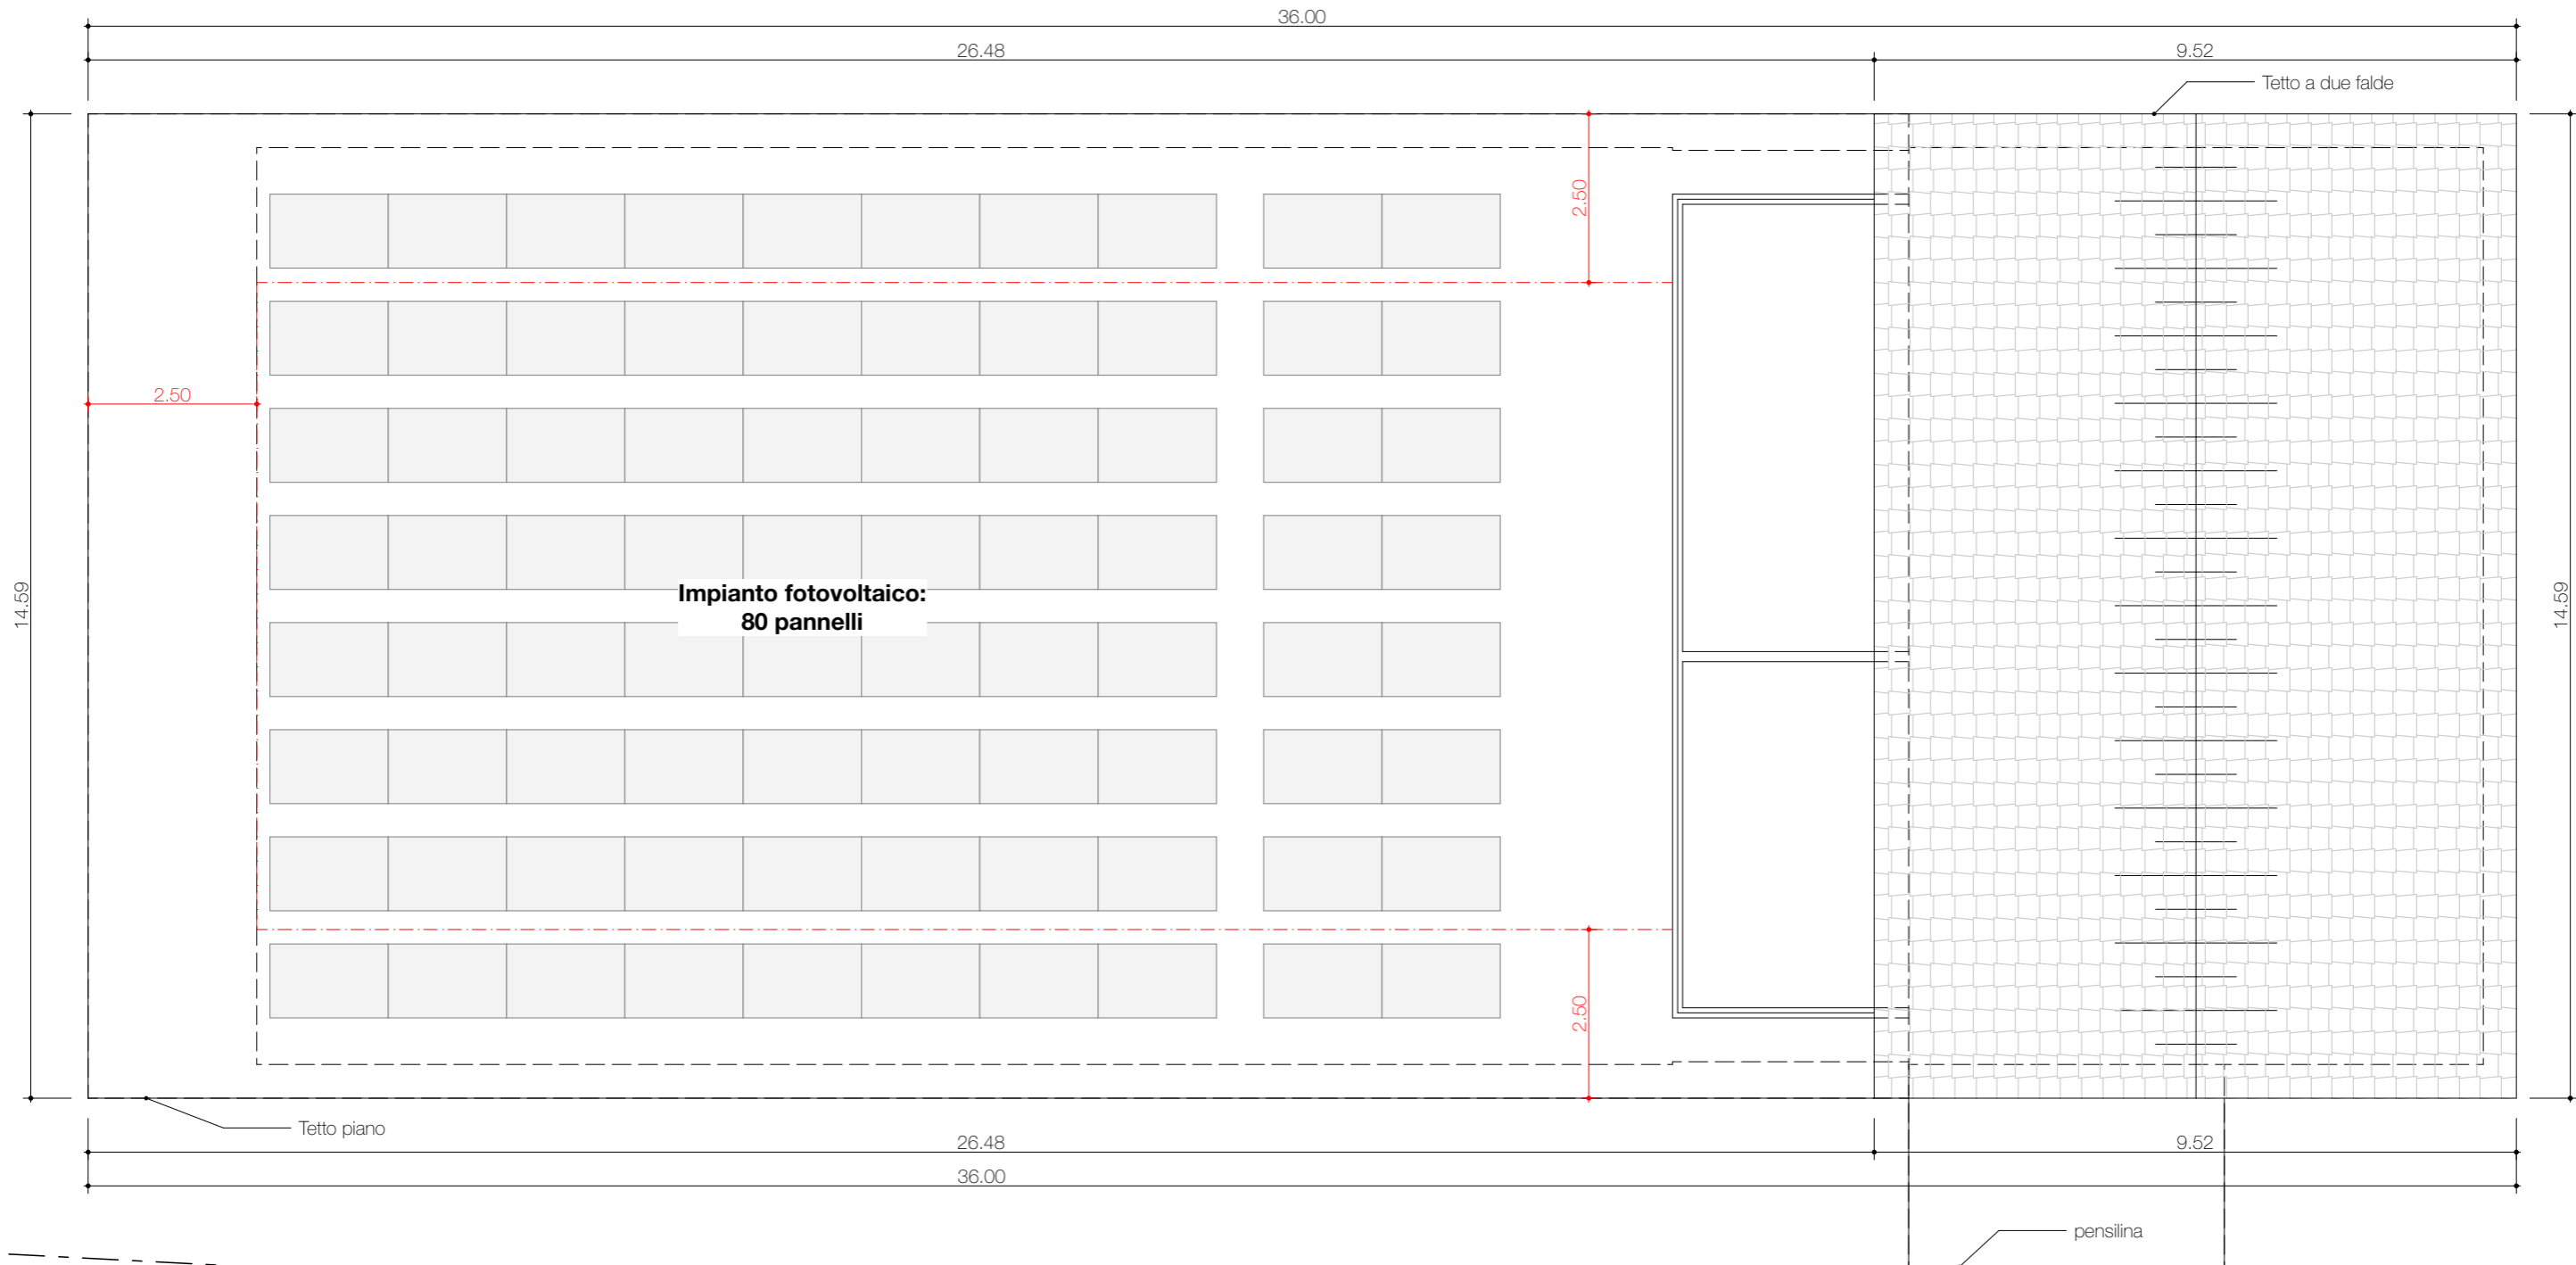 36.00
26.48
9.52
Tetto a due falde
2.50
2.50
14.59
14.59
Impianto fotovoltaico:
80 pannelli
2.50
Tetto piano
26.48
9.52
36.00
pensilina